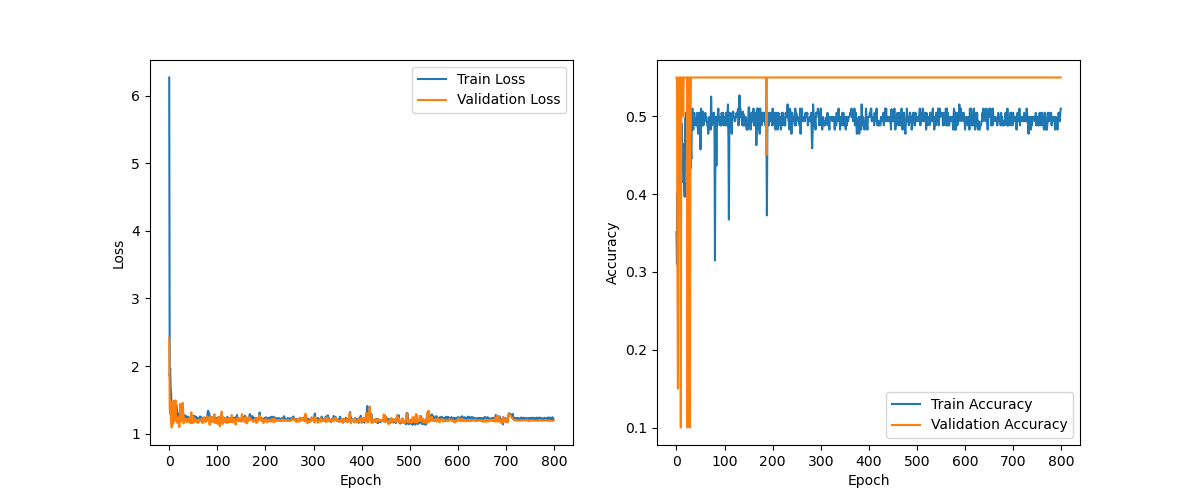 Train Loss
Validation Loss
6
5
4
3
2
1
Loss
0 100 200 300 400 500 600 700 800
Epoch
0.5
0.4
0.3
0.2
0.1
Accuracy
Train Accuracy
Validation Accuracy
0 100 200 300 400 500 600 700 800
Epoch